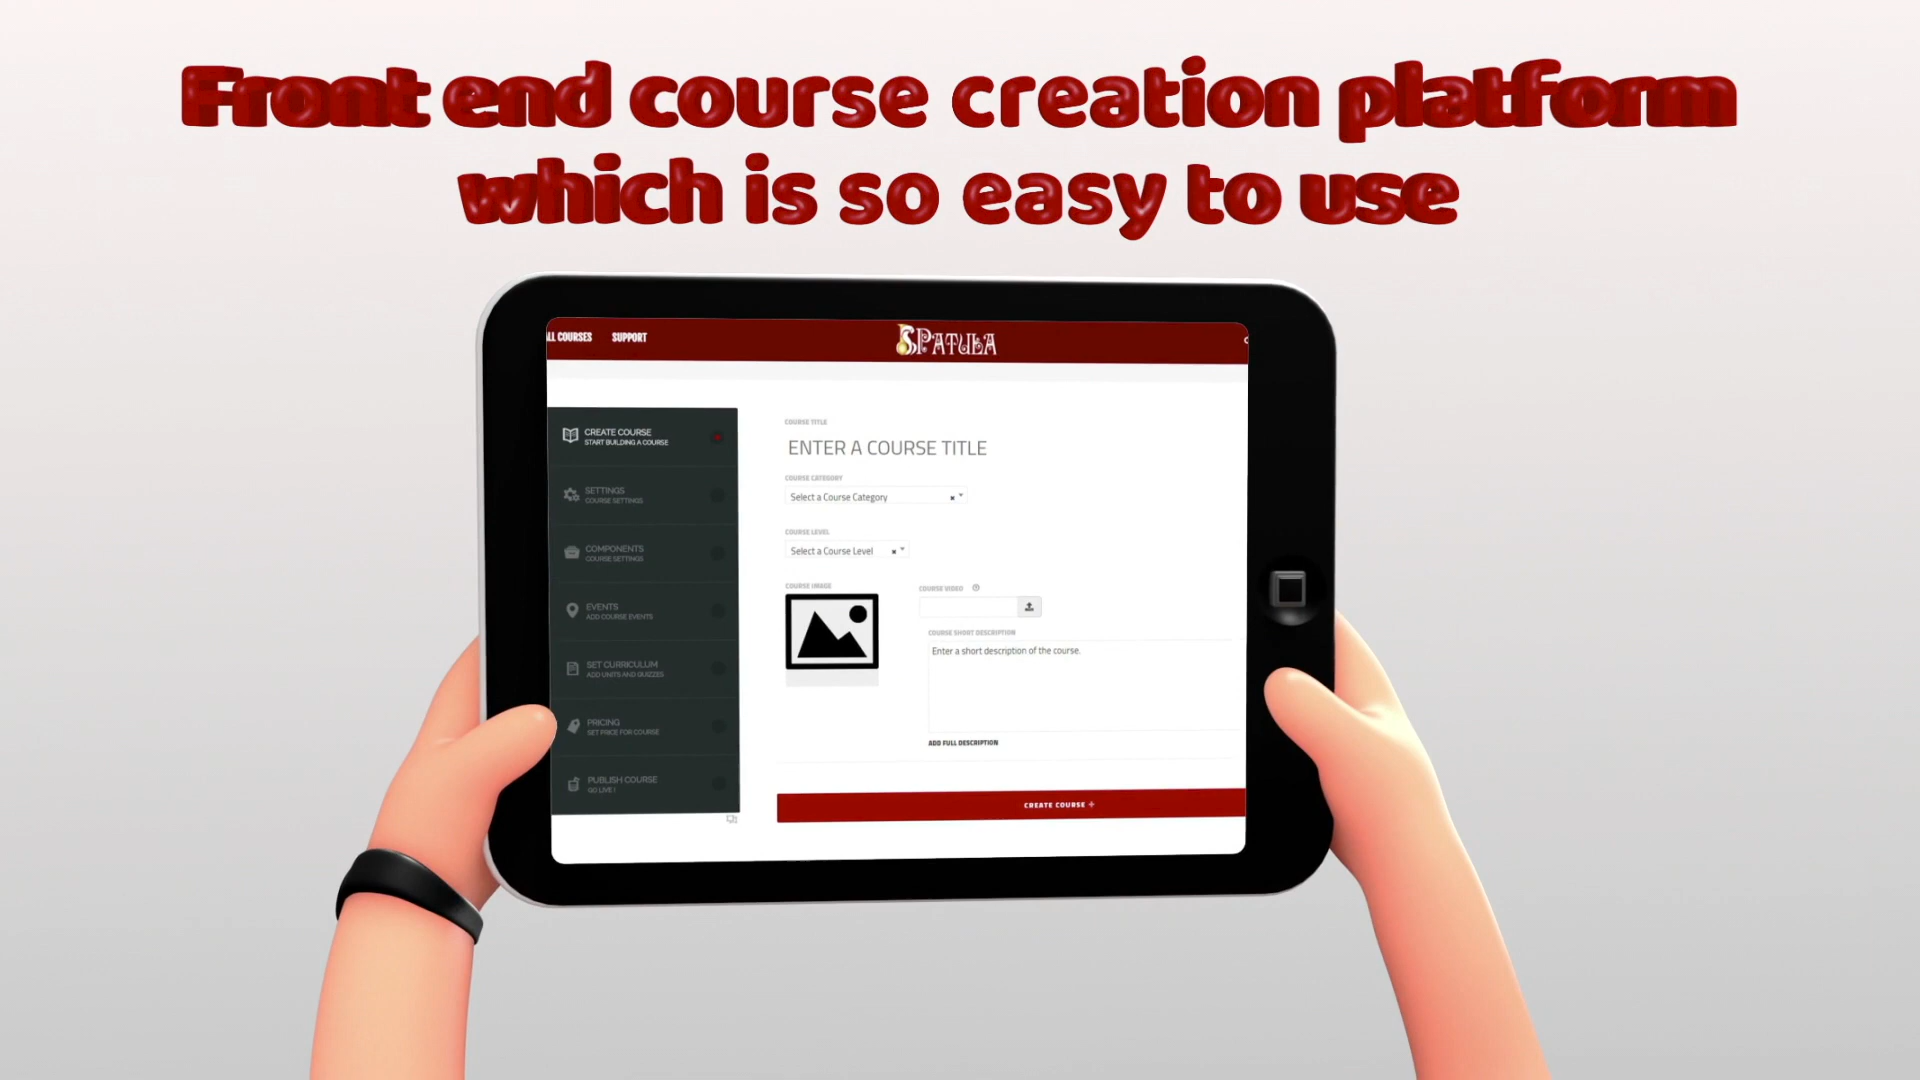 Front end course creation platform
which is so easy to use
ALL COURSES SUPPORT
SPATULA
CREATE COURSE
START BUILDING A COURSE
SETTINGS
COURSE SETTINGS
COMPONENTS
COURSE SETTINGS
EVENTS
ADD COURSE EVENTS
SET CURRICULUM
ADD UNITS AND QUIZZES
PRICING
SET PRICE FOR COURSE
PUBLISH COURSE
GO LIVE !
COURSE TITLE
ENTER A COURSE TITLE
COURSE CATEGORY
Select a Course Category
COURSE LEVEL
Select a Course Level
COURSE IMAGE
COURSE VIDEO
COURSE SHORT DESCRIPTION
Enter a short description of the course.
ADD FULL DESCRIPTION
CREATE COURSE +